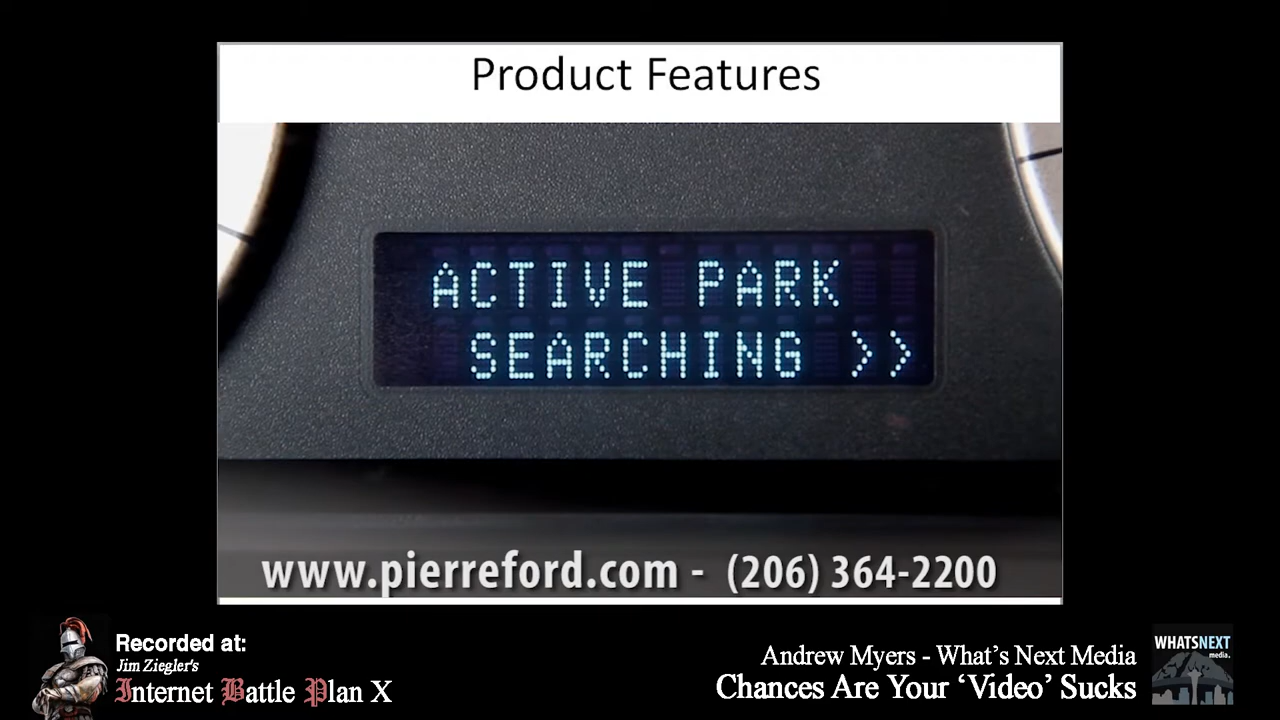 Product Features
ACTIVE PARK
SEARCHING >>
www.pierreford.com - (206) 364-2200
Recorded at:
Jim Ziegler's
Internet Battle Plan X
Andrew Myers - What's Next Media
Chances Are Your ‘Video’ Sucks
WHATSNEXT
media.